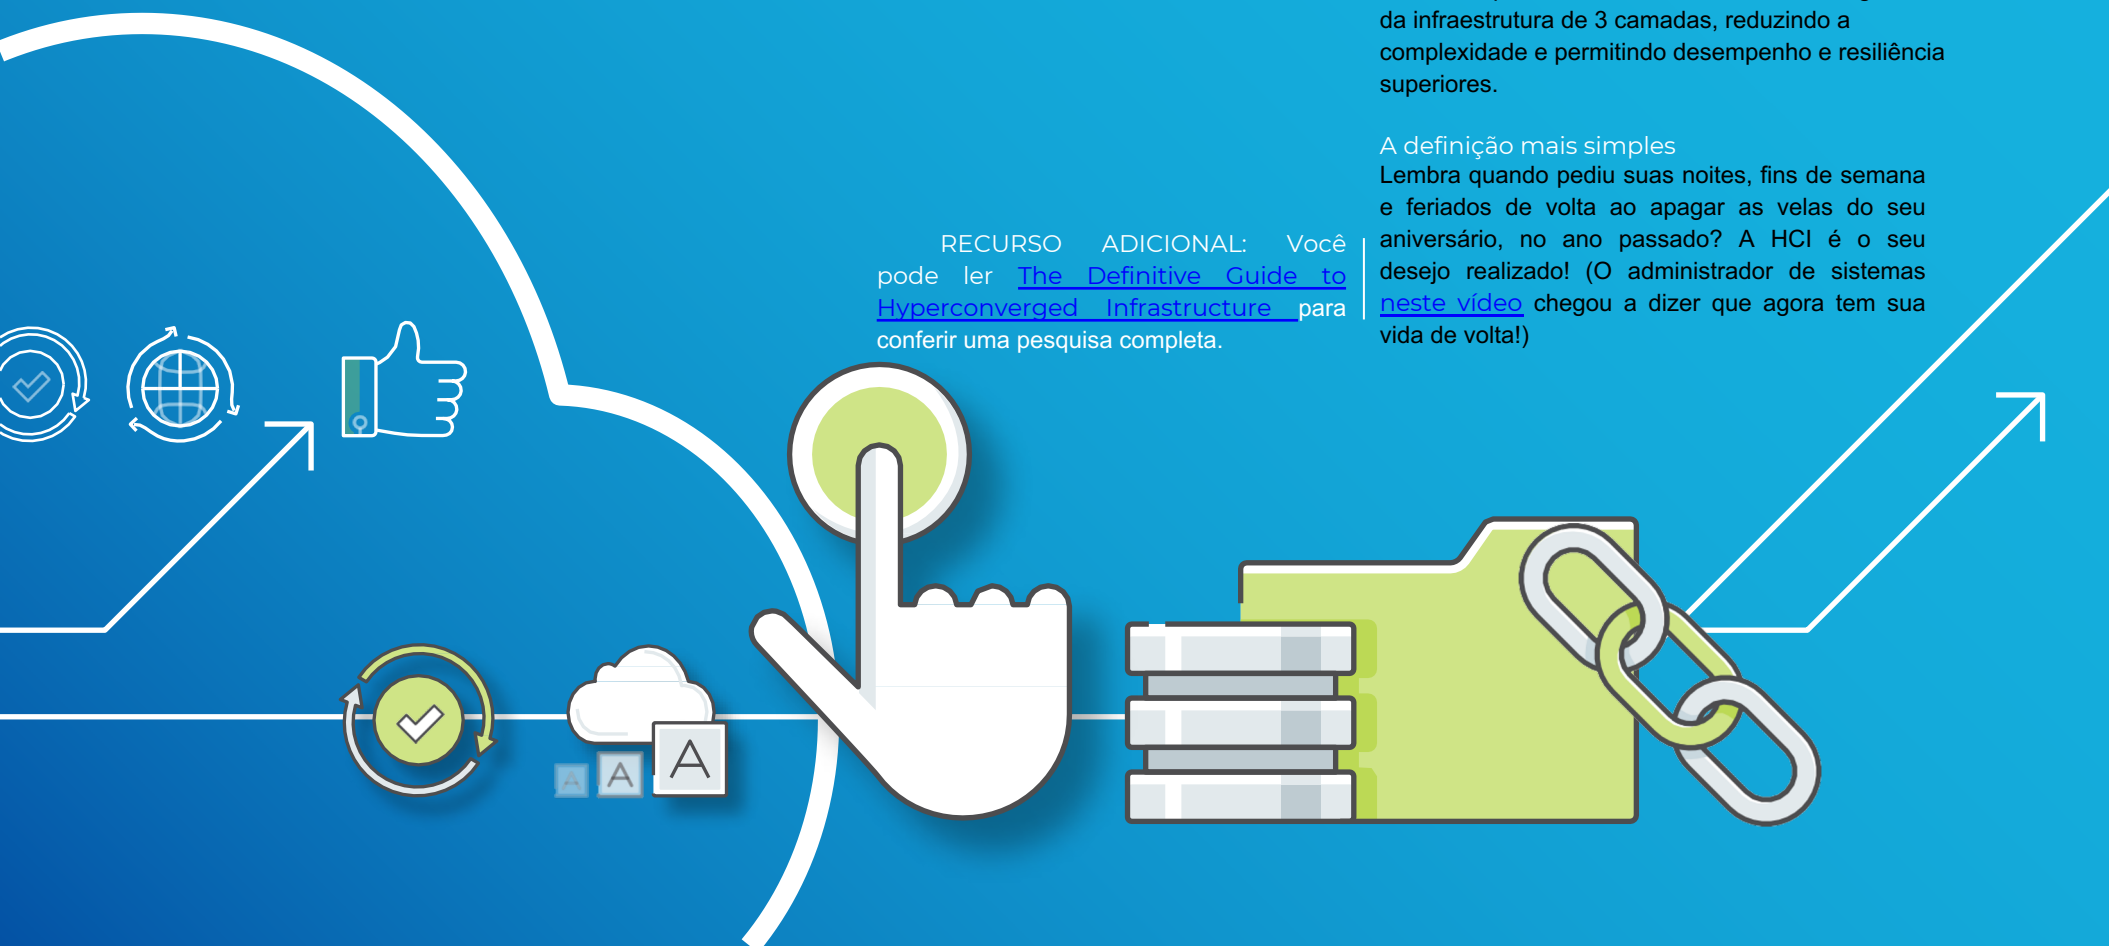 da infraestrutura de 3 camadas, reduzindo a
complexidade e permitindo desempenho e resiliência
superiores.
A definição mais simples
Lembra quando pediu suas noites, fins de semana
e feriados de volta ao apagar as velas do seu
aniversário, no ano passado? A HCI é o seu
desejo realizado! (O administrador de sistemas
neste vídeo chegou a dizer que agora tem sua
vida de volta!)
RECURSO ADICIONAL: Você
pode ler The Definitive Guide to
Hyperconverged Infrastructure para
conferir uma pesquisa completa.
A
A
A